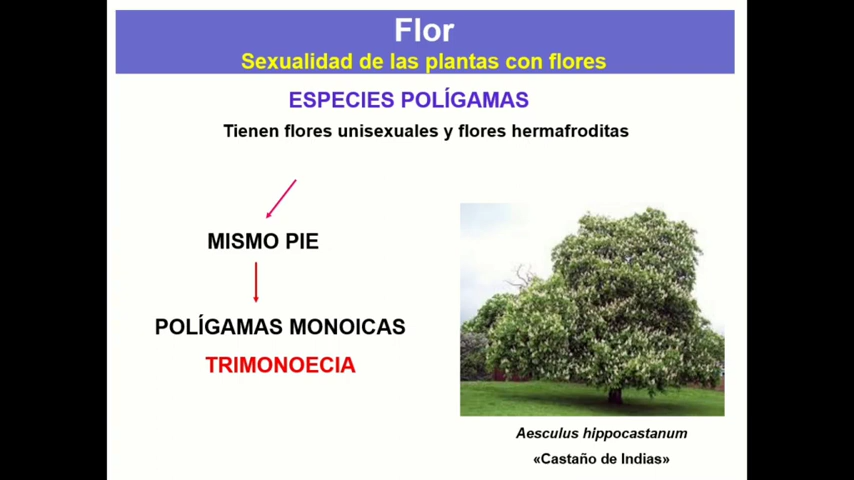 Flor
Sexualidad de las plantas con flores
ESPECIES POLÍGAMAS
Tienen flores unisexuales y flores hermafroditas
MISMO PIE
POLÍGAMAS MONOICAS
TRIMONOECIA
Aesculus hippocastanum
«Castaño de Indias»